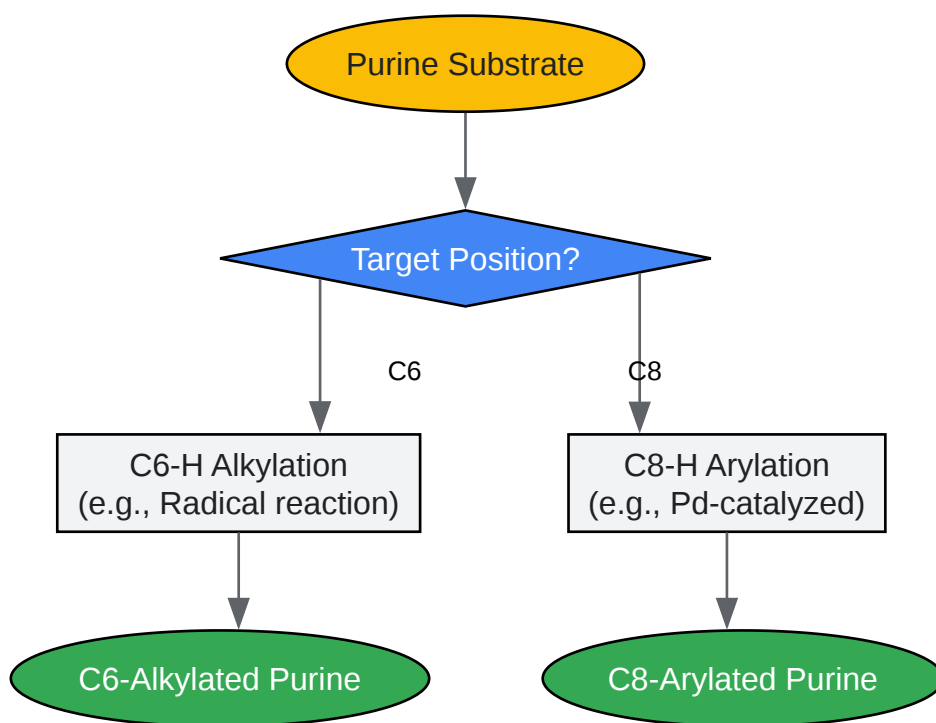 Purine Substrate
Target Position?
C6
C8
C6-H Alkylation
(e.g., Radical reaction)
C8-H Arylation
(e.g., Pd-catalyzed)
C6-Alkylated Purine
C8-Arylated Purine